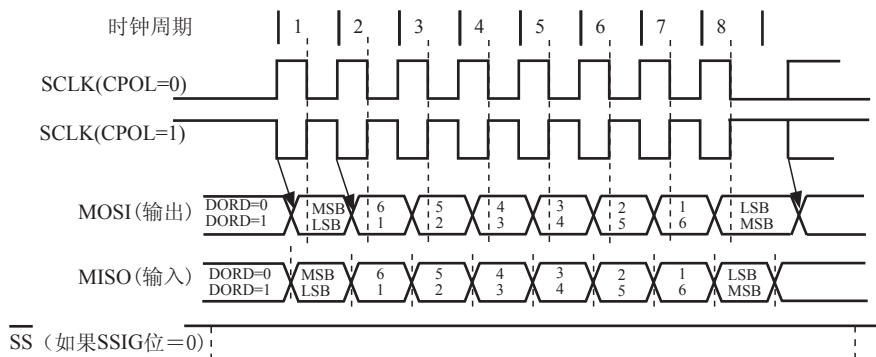 时钟周期 1 2 3 4 5 6 7 8
SCLK(CPOL=0)
SCLK(CPOL=1)
MOSI(输出)
DORD=0 MSB 6 5 4 3 2 1 LSB
DORD=1 LSB 1 2 3 4 5 6 MSB
MISO(输入)
DORD=0 MSB 6 5 4 3 2 1 LSB
DORD=1 LSB 1 2 3 4 5 6 MSB
SS(如果SSIG位=0)